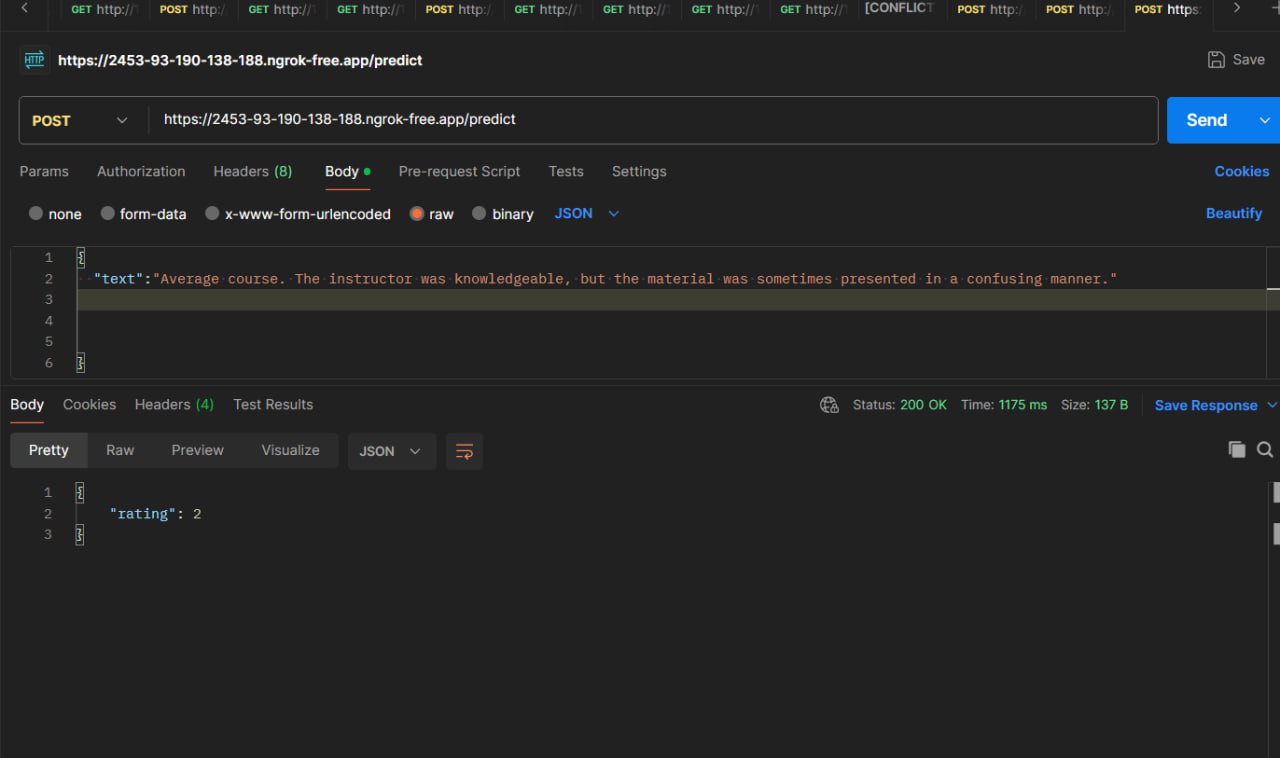 GET http://
POST http:/
GET http://
GET http://
POST http:/
GET http://
GET http://
GET http://
GET http://
[CONFLICT
POST http:/
POST http:/
POST https:
HTTP https://2453-93-190-138-188.ngrok-free.app/predict
Save
POST https://2453-93-190-138-188.ngrok-free.app/predict
Send
Params Authorization Headers (8) Body Pre-request Script Tests Settings Cookies
none form-data x-www-form-urlencoded raw binary JSON Beautify
1 {
2 "text":"Average course. The instructor was knowledgeable, but the material was sometimes presented in a confusing manner."
3
4
5
6 }
Body Cookies Headers (4) Test Results Status: 200 OK Time: 1175 ms Size: 137 B Save Response
Pretty Raw Preview Visualize JSON
1 {
2 "rating": 2
3 }